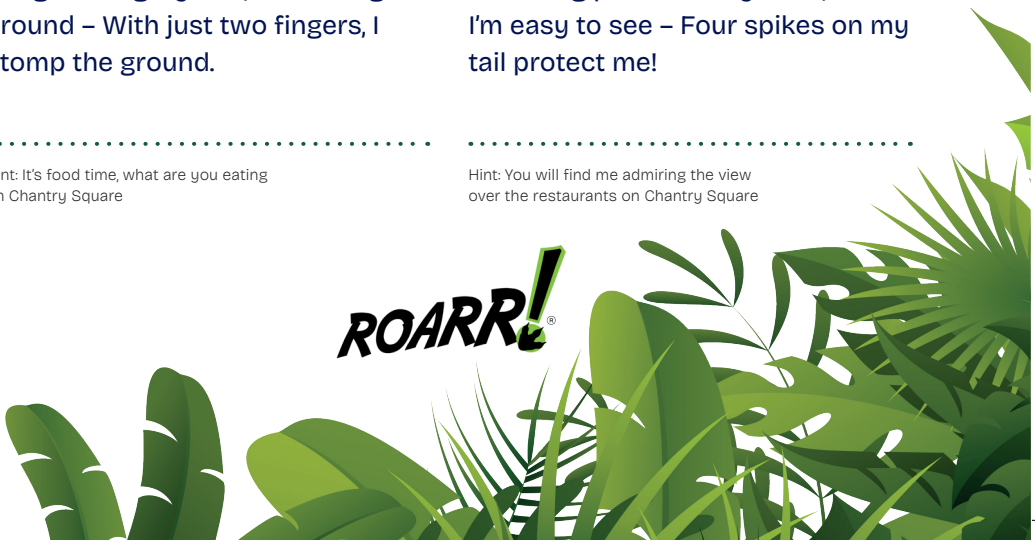 round – With just two fingers, I
tomp the ground.
nt: It's food time, what are you eating
n Chantry Square
I'm easy to see – Four spikes on my
tail protect me!
Hint: You will find me admiring the view
over the restaurants on Chantry Square
ROARR!®